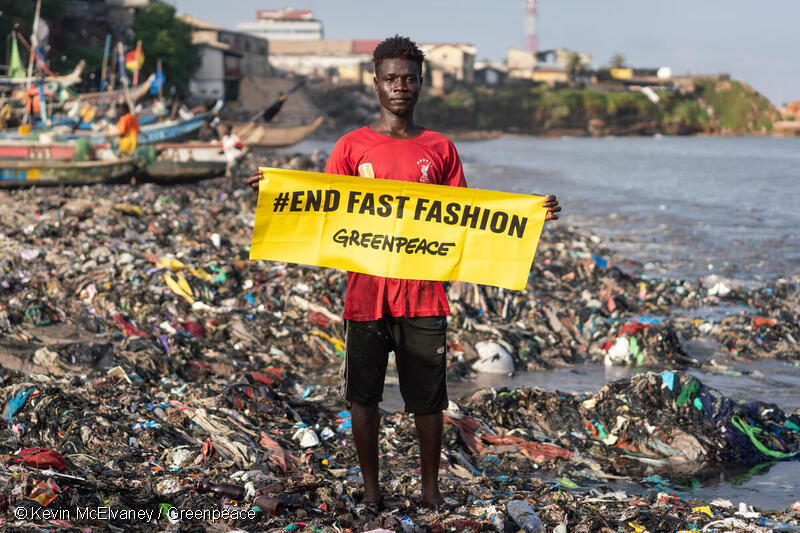 #END FAST FASHION
GREENPEACE
©Kevin McElvaney / Greenpeace